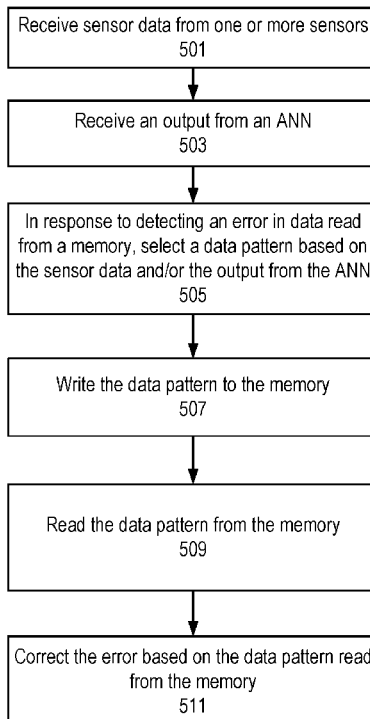 Receive sensor data from one or more sensors
501
Receive an output from an ANN
503
In response to detecting an error in data read
from a memory, select a data pattern based on
the sensor data and/or the output from the ANN
505
Write the data pattern to the memory
507
Read the data pattern from the memory
509
Correct the error based on the data pattern read
from the memory
511